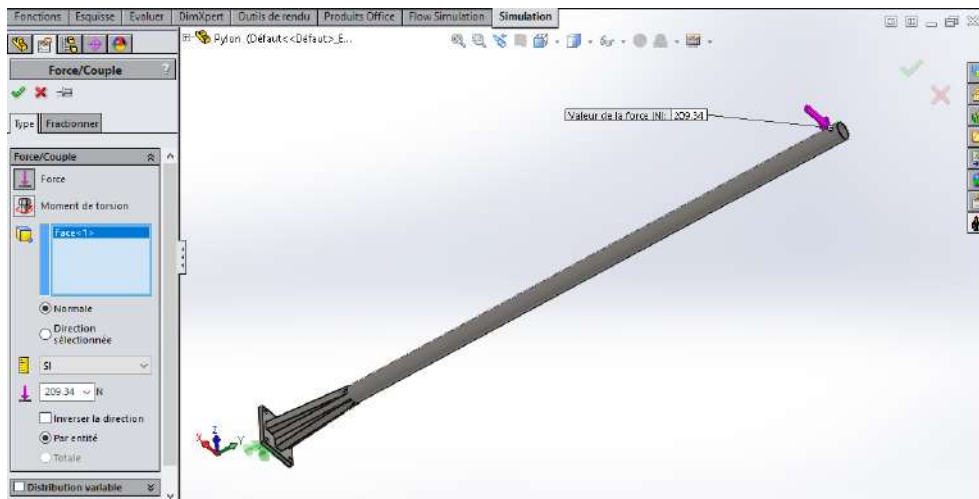 Fonctions Esquisse Evaluer DimXpert Outils de rendu Produits Office Flow Simulation Simulation
Pylon (Défaut<<Défaut>_E...
Force/Couple ?
Type Fractionner
Valeur de la force [N]: 209.34
Force/Couple
Force
Moment de torsion
Face<1>
Normale
Direction
sélectionnée
SI
209.34 N
Inverser la direction
Par entité
Totale
Distribution variable
X Z Y